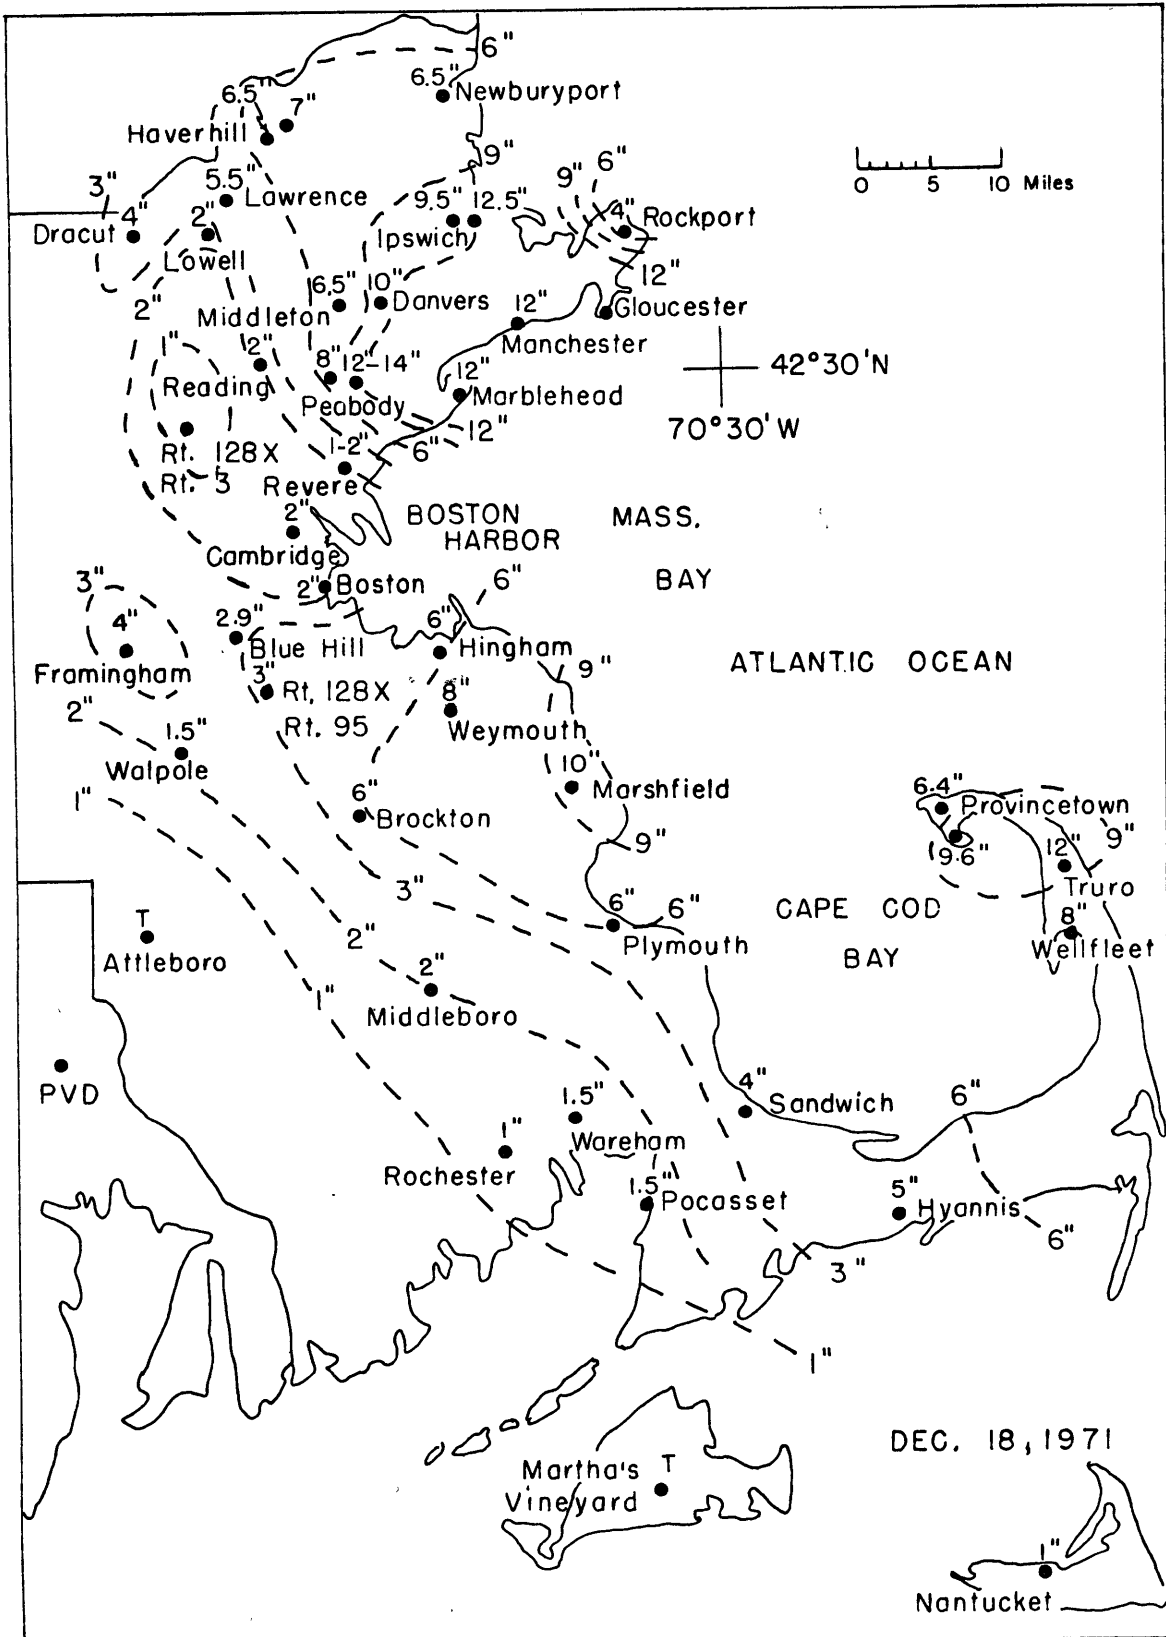 6"
6.5"
Newburyport
6.5"
7"
Haverhill
9"
3"
5.5"
Lawrence
9.5" 12.5"
Ipswich
9" 6"
4"
Rockport
0 5 10 Miles
4"
Dracut
2"
Lowell
12"
2"
6.5"
Middleton
10"
Danvers
12"
Manchester
Gloucester
1"
2"
Reading
8" 12"-14"
Peabody
12"
Marblehead
42°30'N
70°30'W
12"
6"
Rt. 128X
Rt. 3
1-2"
Revere
2"
Cambridge
BOSTON
HARBOR
MASS.
BAY
2"
Boston
6"
3"
4"
Framingham
2.9"
Blue Hill
6"
Hingham
ATLANTIC OCEAN
9"
3"
Rt, 128X
Rt. 95
8"
Weymouth
2"
1.5"
Walpole
10"
Marshfield
1"
6"
Brockton
9"
6.4"
Provincetown
9.6"
9"
12"
Truro
3"
6"
6"
Plymouth
CAPE COD
BAY
8"
Wellfleet
T
Attleboro
2"
2"
Middleboro
1"
PVD
4"
Sandwich
6"
1.5"
Wareham
1"
Rochester
1.5"
Pocasset
5"
Hyannis
6"
3"
1"
DEC. 18, 1971
Martha's
Vineyard
T
1"
Nantucket